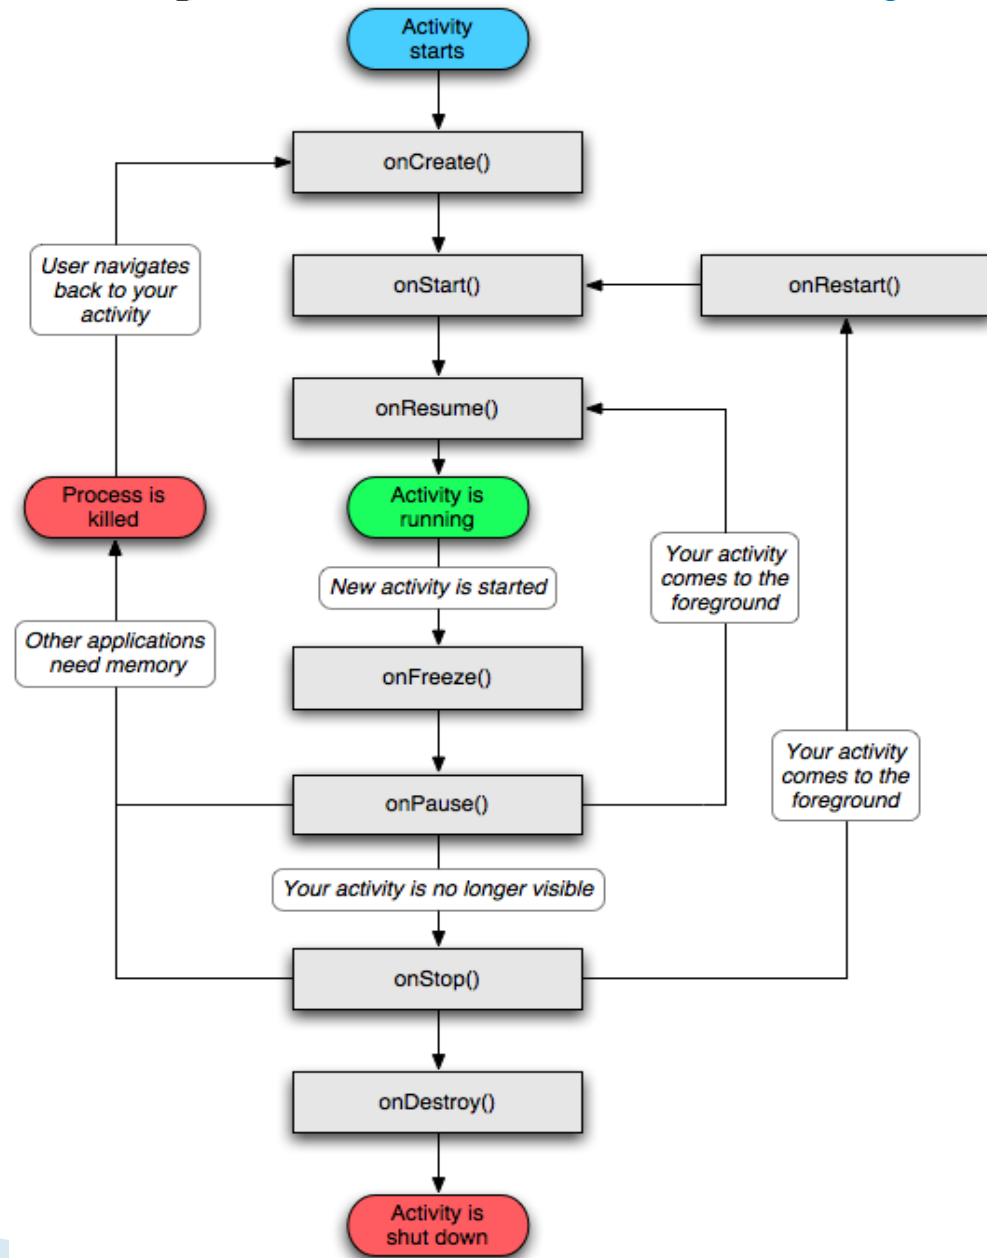 Activity
starts
onCreate()
User navigates
back to your
activity
onStart()
onRestart()
onResume()
Process is
killed
Activity is
running
New activity is started
Your activity
comes to the
foreground
Other applications
need memory
onFreeze()
Your activity
comes to the
foreground
onPause()
Your activity is no longer visible
onStop()
onDestroy()
Activity is
shut down